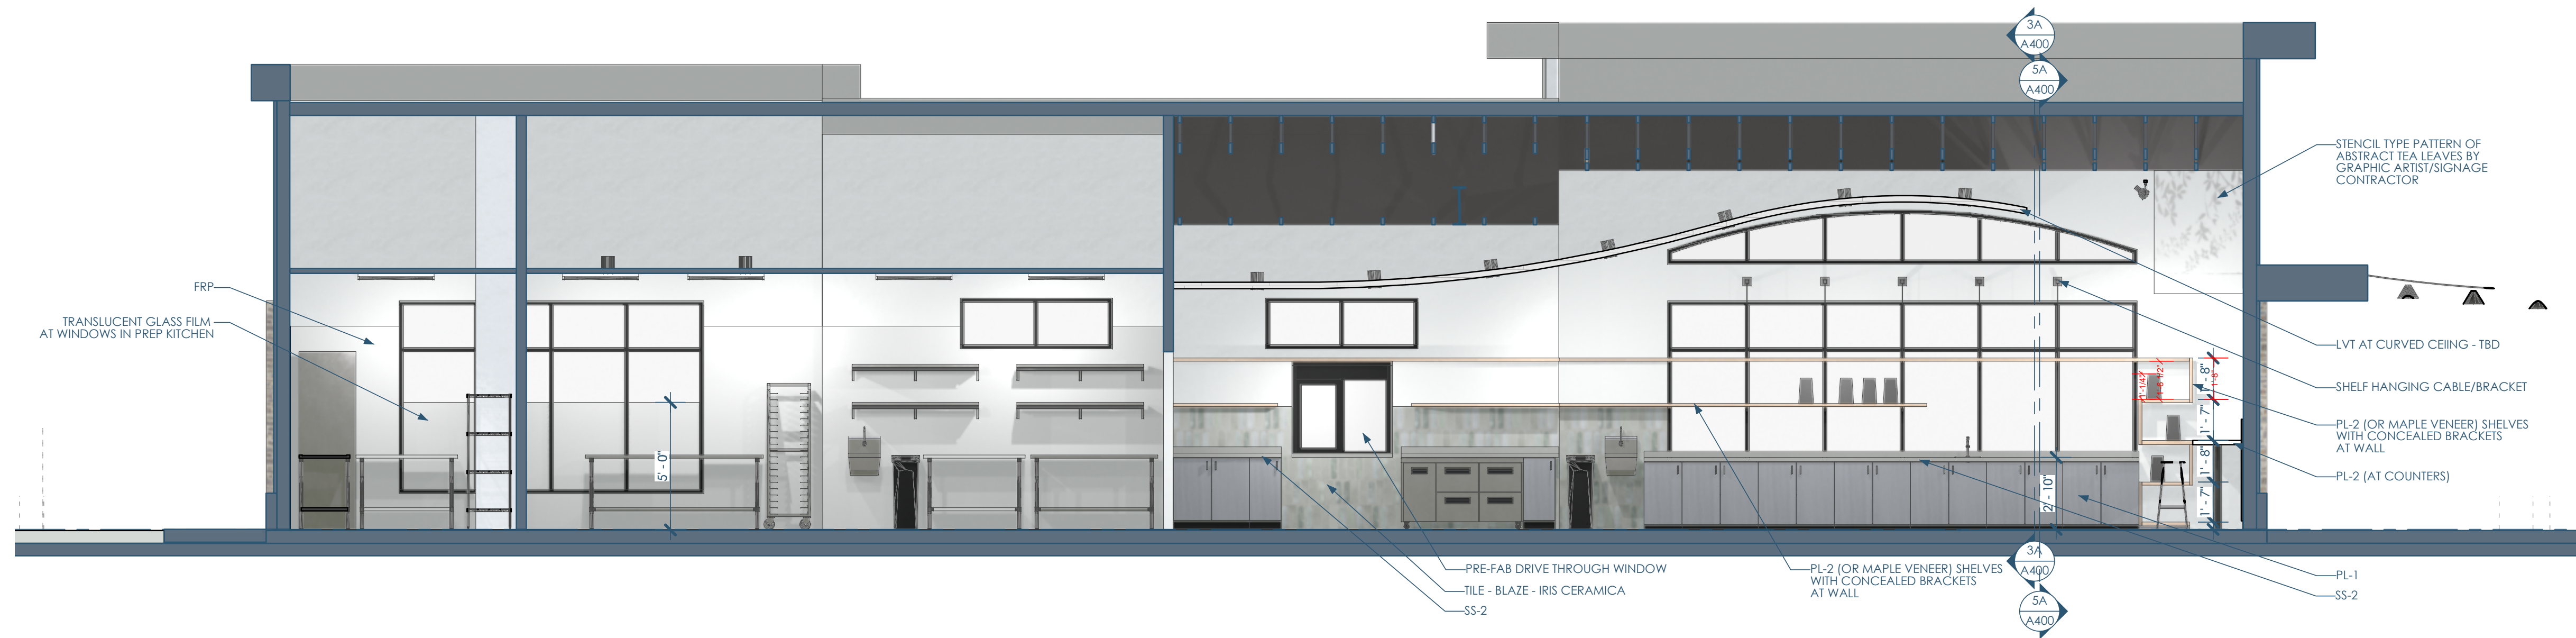 3A
A400
5A
A400
STENCIL TYPE PATTERN OF
ABSTRACT TEA LEAVES BY
GRAPHIC ARTIST/SIGNAGE
CONTRACTOR
FRP
TRANSLUCENT GLASS FILM
AT WINDOWS IN PREP KITCHEN
LVT AT CURVED CEIING - TBD
SHELF HANGING CABLE/BRACKET
PL-2 (OR MAPLE VENEER) SHELVES
WITH CONCEALED BRACKETS
AT WALL
PL-2 (AT COUNTERS)
5' - 0"
2' - 10"
1' - 8"
1'-8"
1' - 7"
1' - 8"
1' - 7"
PRE-FAB DRIVE THROUGH WINDOW
TILE - BLAZE - IRIS CERAMICA
SS-2
PL-2 (OR MAPLE VENEER) SHELVES
WITH CONCEALED BRACKETS
AT WALL
PL-1
SS-2
3A
A400
5A
A400